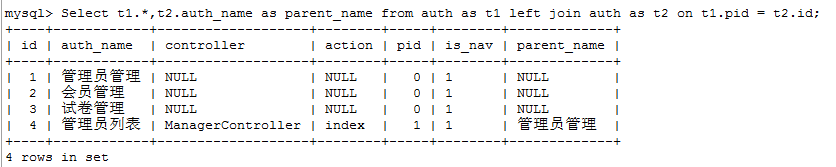 mysql> Select t1.*,t2.auth_name as parent_name from auth as t1 left join auth as t2 on t1.pid = t2.id;
+----+------------+-------------------+--------+-----+--------+-------------+
| id | auth_name | controller | action | pid | is_nav | parent_name |
+----+------------+-------------------+--------+-----+--------+-------------+
| 1 | 管理员管理 | NULL | NULL | 0 | 1 | NULL |
| 2 | 会员管理 | NULL | NULL | 0 | 1 | NULL |
| 3 | 试卷管理 | NULL | NULL | 0 | 1 | NULL |
| 4 | 管理员列表 | ManagerController | index | 1 | 1 | 管理员管理 |
+----+------------+-------------------+--------+-----+--------+-------------+
4 rows in set